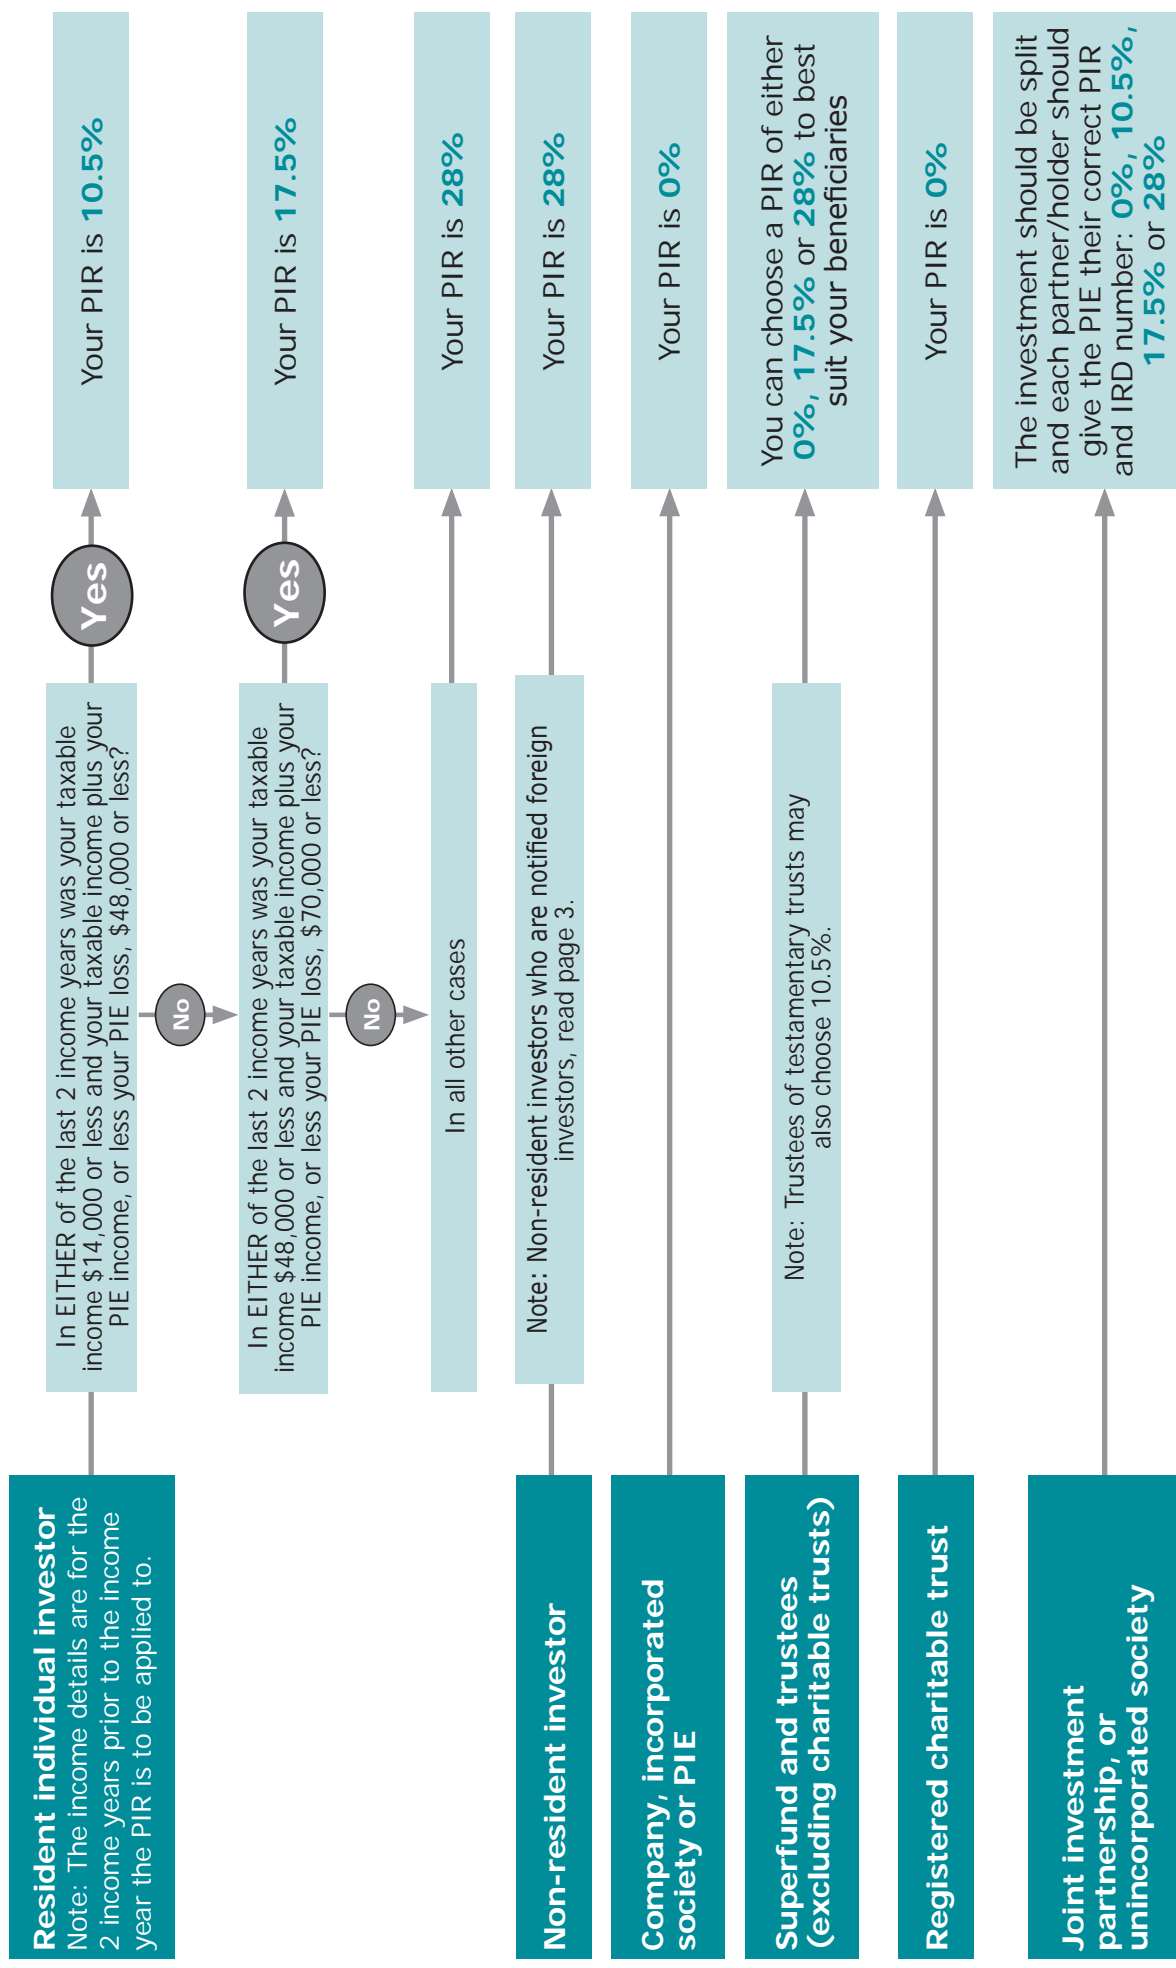 Resident individual investor
Note: The income details are for the
2 income years prior to the income
year the PIR is to be applied to.
In EITHER of the last 2 income years was your taxable
income $14,000 or less and your taxable income plus your
PIE income, or less your PIE loss, $48,000 or less?
Yes
Your PIR is 10.5%
No
In EITHER of the last 2 income years was your taxable
income $48,000 or less and your taxable income plus your
PIE income, or less your PIE loss, $70,000 or less?
Yes
Your PIR is 17.5%
No
In all other cases
Your PIR is 28%
Non-resident investor
Note: Non-resident investors who are notified foreign
investors, read page 3.
Your PIR is 28%
Company, incorporated
society or PIE
Your PIR is 0%
Superfund and trustees
(excluding charitable trusts)
Note: Trustees of testamentary trusts may
also choose 10.5%.
You can choose a PIR of either
0%, 17.5% or 28% to best
suit your beneficiaries
Registered charitable trust
Your PIR is 0%
Joint investment
partnership, or
unincorporated society
The investment should be split
and each partner/holder should
give the PIE their correct PIR
and IRD number: 0%, 10.5%,
17.5% or 28%